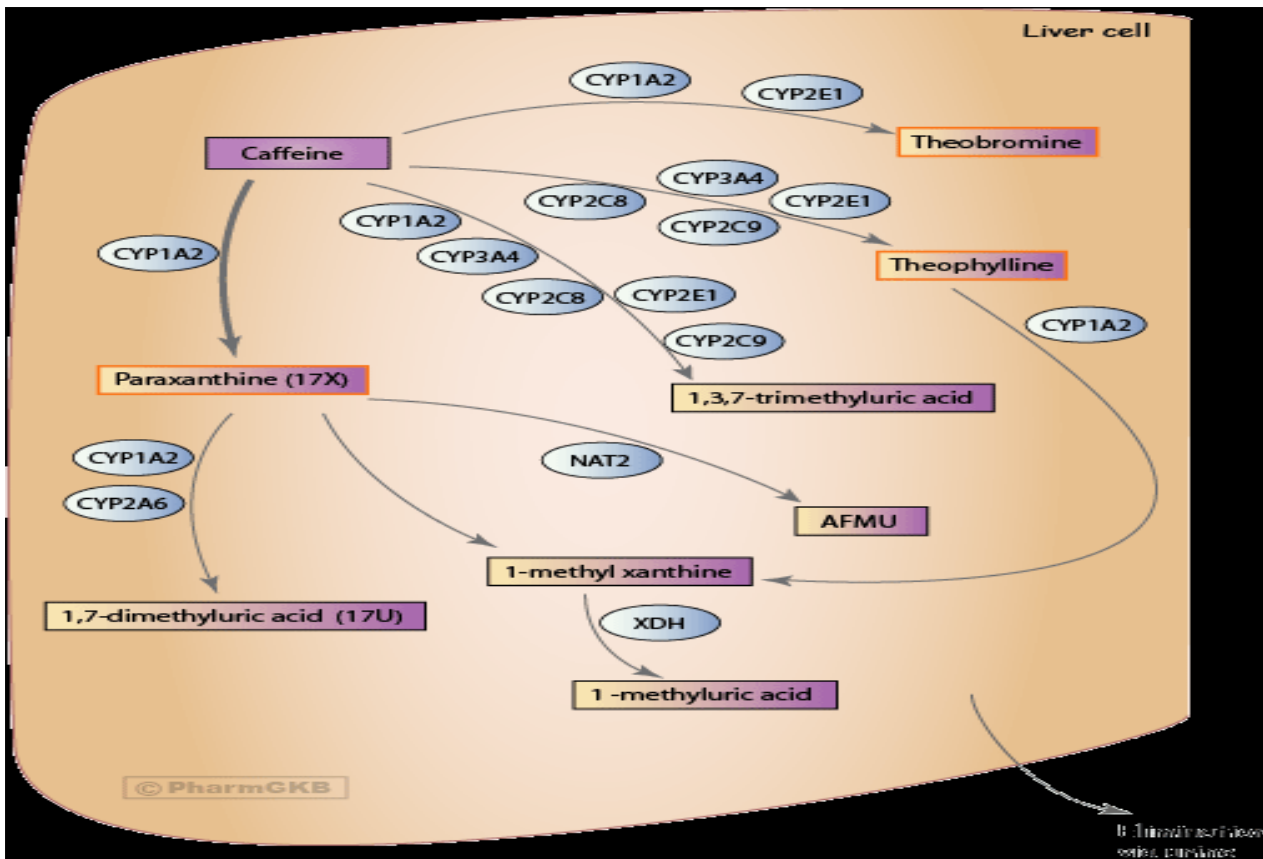 Liver cell
CYP1A2
CYP2E1
Caffeine
Theobromine
CYP3A4
CYP2C8
CYP2E1
CYP2C9
CYP1A2
CYP1A2
CYP3A4
Theophylline
CYP2C8
CYP2E1
CYP1A2
CYP2C9
Paraxanthine (17X)
1,3,7-trimethyluric acid
CYP1A2
NAT2
CYP2A6
AFMU
1-methyl xanthine
1,7-dimethyluric acid (17U)
XDH
1 -methyluric acid
© PharmGKB